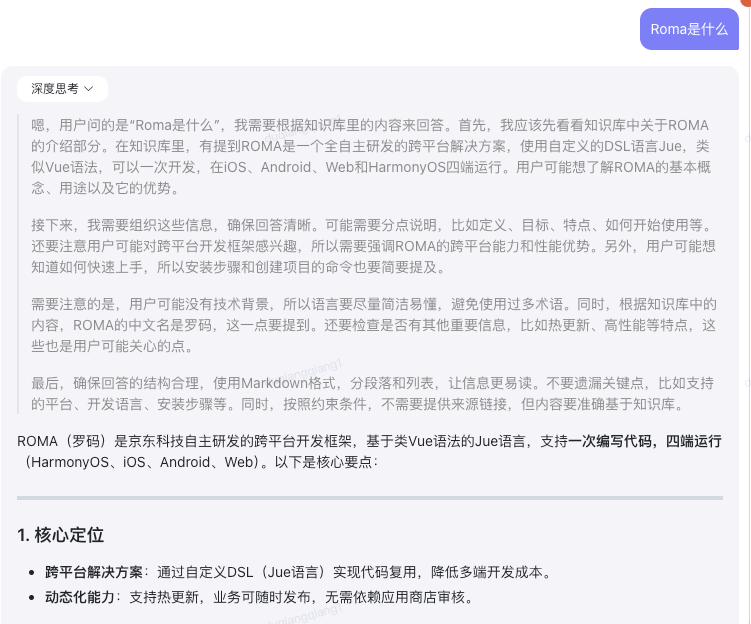 Roma是什么
深度思考
嗯，用户问的是“Roma是什么”，我需要根据知识库里的内容来回答。首先，我应该先看看知识库中关于ROMA
的介绍部分。在知识库里，有提到ROMA是一个全自主研发的跨平台解决方案，使用自定义的DSL语言Jue，类
似Vue语法，可以一次开发，在iOS、Android、Web和HarmonyOS四端运行。用户可能想了解ROMA的基本概
念、用途以及它的优势。
接下来，我需要组织这些信息，确保回答清晰。可能需要分点说明，比如定义、目标、特点、如何开始使用等。
还要注意用户可能对跨平台开发框架感兴趣，所以需要强调ROMA的跨平台能力和性能优势。另外，用户可能想
知道如何快速上手，所以安装步骤和创建项目的命令也要简要提及。
需要注意的是，用户可能没有技术背景，所以语言要尽量简洁易懂，避免使用过多术语。同时，根据知识库中的
内容，ROMA的中文名是罗码，这一点要提到。还要检查是否有其他重要信息，比如热更新、高性能等特点，这
些也是用户可能关心的点。
最后，确保回答的结构合理，使用Markdown格式，分段落和列表，让信息更易读。不要遗漏关键点，比如支持
的平台、开发语言、安装步骤等。同时，按照约束条件，不需要提供来源链接，但内容要准确基于知识库。
ROMA（罗码）是京东科技自主研发的跨平台开发框架，基于类Vue语法的Jue语言，支持一次编写代码，四端运行
（HarmonyOS、iOS、Android、Web）。以下是核心要点：
1. 核心定位
• 跨平台解决方案：通过自定义DSL（Jue语言）实现代码复用，降低多端开发成本。
• 动态化能力：支持热更新，业务可随时发布，无需依赖应用商店审核。